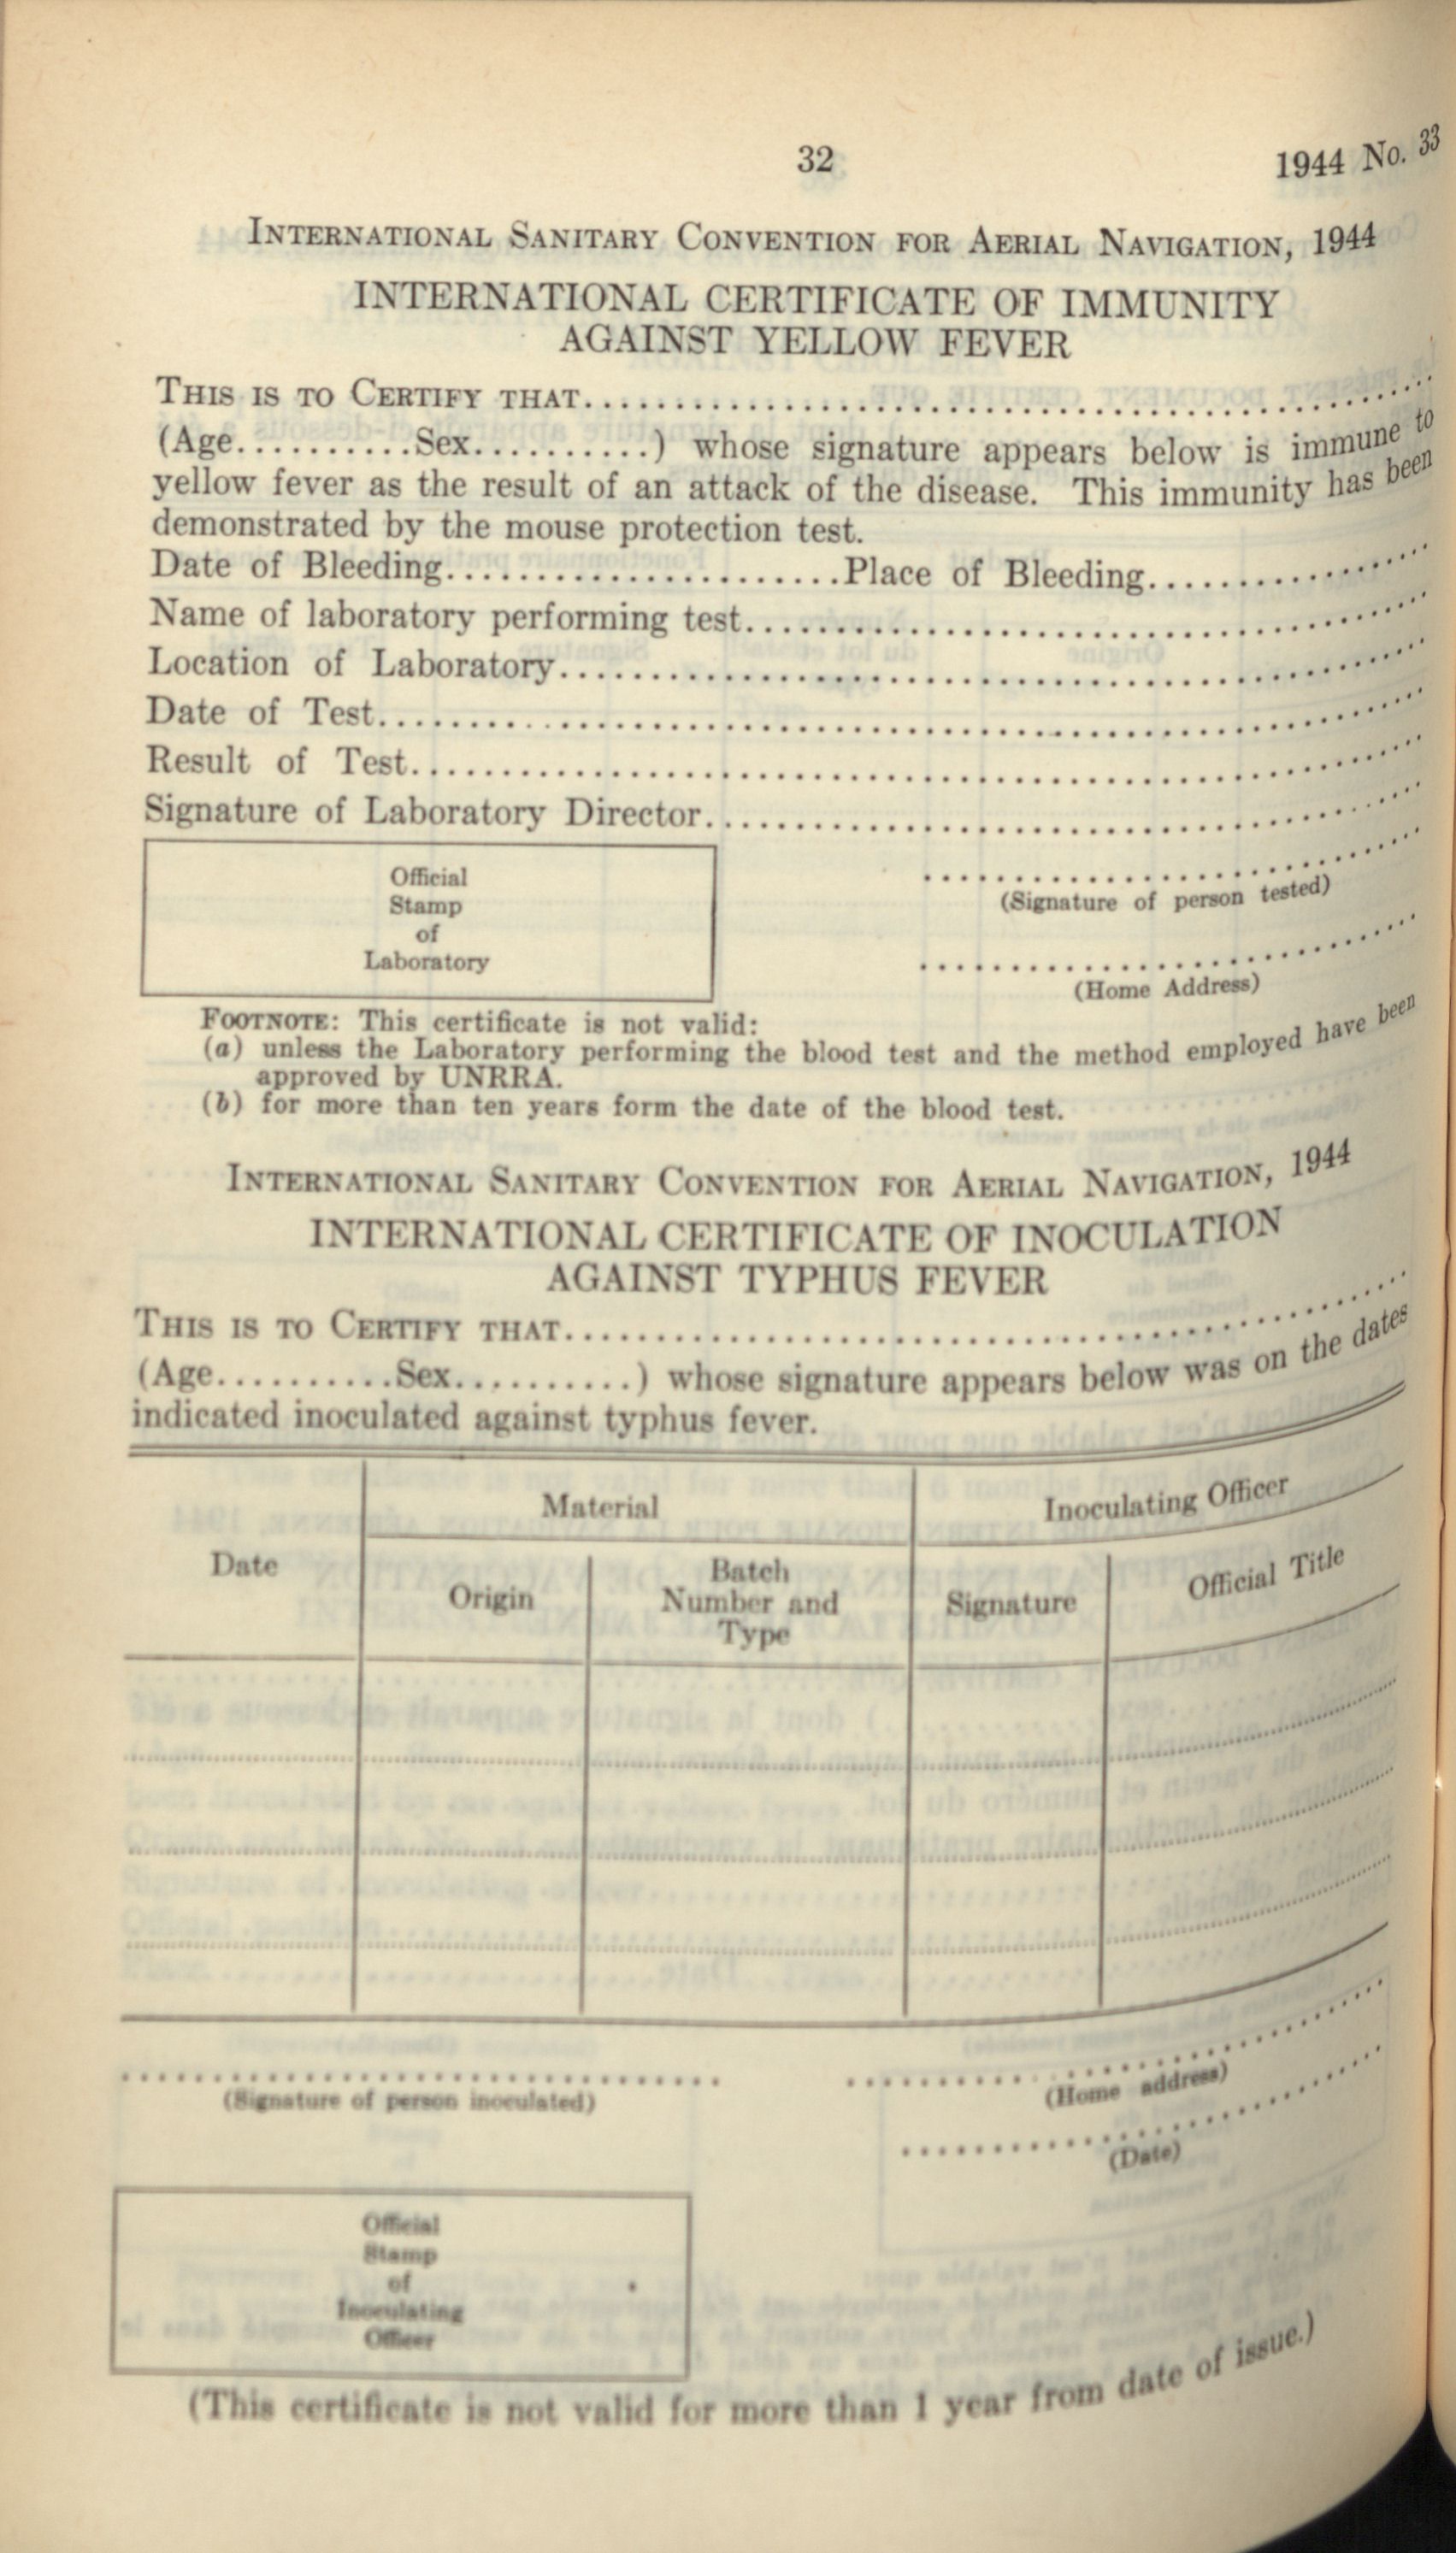 32
1944 No. 33
INTERNATIONAL SANITARY CONVENTION FOR AERIAL NAVIGATION, 1944
INTERNATIONAL CERTIFICATE OF IMMUNITY
AGAINST YELLOW FEVER
THIS IS TO CERTIFY THAT....................................................
(Age..........Sex..........) whose signature appears below is immune to
yellow fever as the result of an attack of the disease. This immunity has been
demonstrated by the mouse protection test.
Date of Bleeding......................Place of Bleeding................
Name of laboratory performing test......................................
Location of Laboratory................................................
Date of Test..........................................................
Result of Test........................................................
Signature of Laboratory Director........................................
Official
Stamp
of
Laboratory
............................
(Signature of person tested)
............................
(Home Address)
FOOTNOTE: This certificate is not valid:
(a) unless the Laboratory performing the blood test and the method employed have been
approved by UNRRA.
(b) for more than ten years form the date of the blood test.
INTERNATIONAL SANITARY CONVENTION FOR AERIAL NAVIGATION, 1944
INTERNATIONAL CERTIFICATE OF INOCULATION
AGAINST TYPHUS FEVER
THIS IS TO CERTIFY THAT....................................................
(Age..........Sex..........) whose signature appears below was on the dates
indicated inoculated against typhus fever.
Date
Material
Inoculating Officer
Origin
Batch
Number and
Type
Signature
Official Title
..................................
(Signature of person inoculated)
..............................
(Home address)
............................
(Date)
Official
Stamp
of
Inoculating
Officer
(This certificate is not valid for more than 1 year from date of issue.)